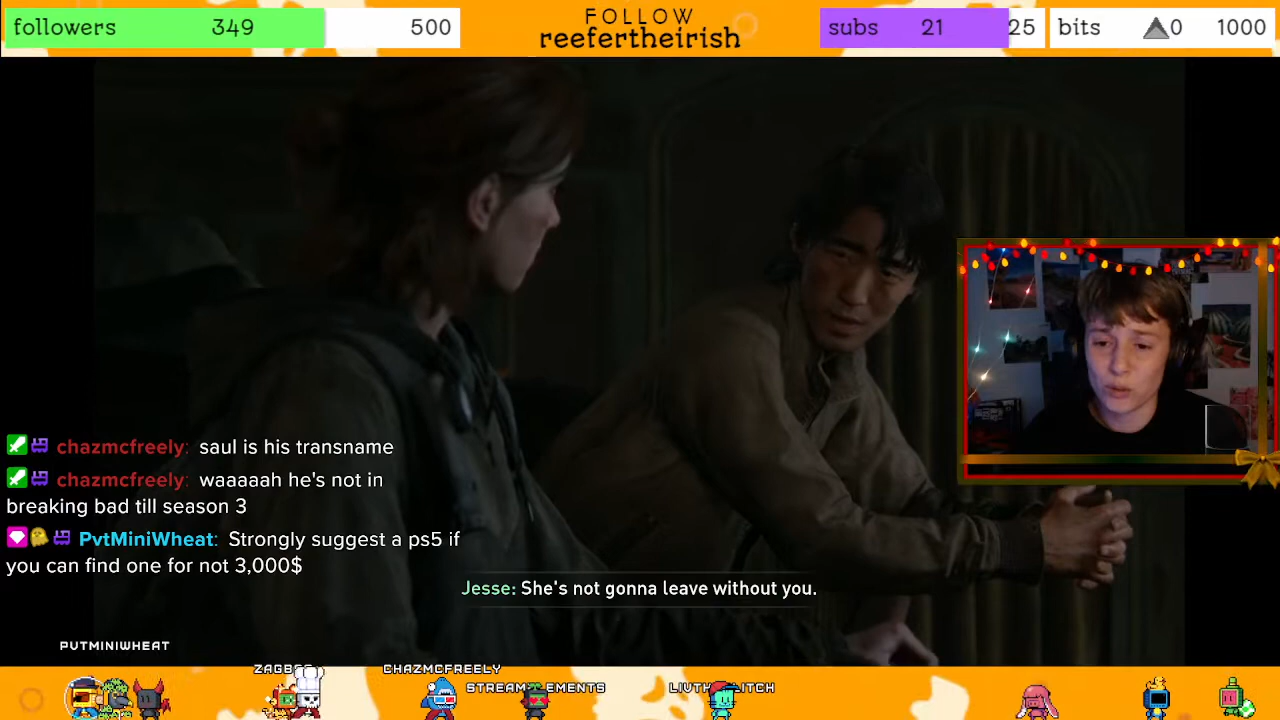 followers 349 500
FOLLOW
reefertheirish
subs 21 25
bits 0 1000
chazmcfreely: saul is his transname
chazmcfreely: waaaaah he's not in
breaking bad till season 3
PvtMiniWheat: Strongly suggest a ps5 if
you can find one for not 3,000$
Jesse: She's not gonna leave without you.
PVTMINIWHEAT
CHAZMCFREELY